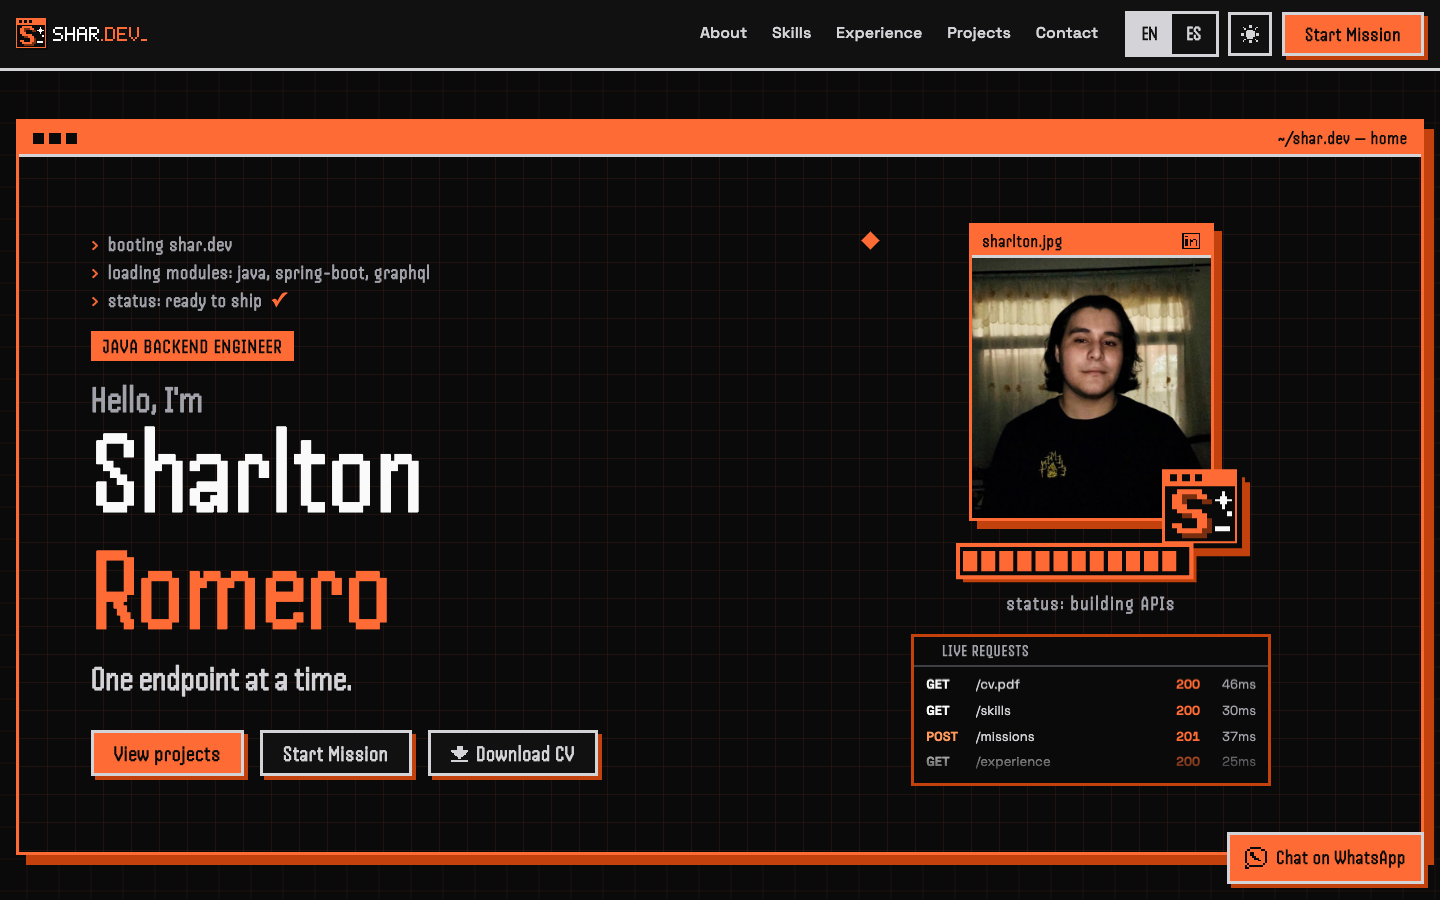 SHAR.DEV_
About Skills Experience Projects Contact EN ES Start Mission
~/shar.dev — home
> booting shar.dev
> loading modules: java, spring-boot, graphql
> status: ready to ship ✓
JAVA BACKEND ENGINEER
Hello, I'm
Sharlton
Romero
One endpoint at a time.
View projects Start Mission Download CV
sharlton.jpg in
S
status: building APIs
LIVE REQUESTS
GET /cv.pdf 200 46ms
GET /skills 200 30ms
POST /missions 201 37ms
GET /experience 200 25ms
Chat on WhatsApp